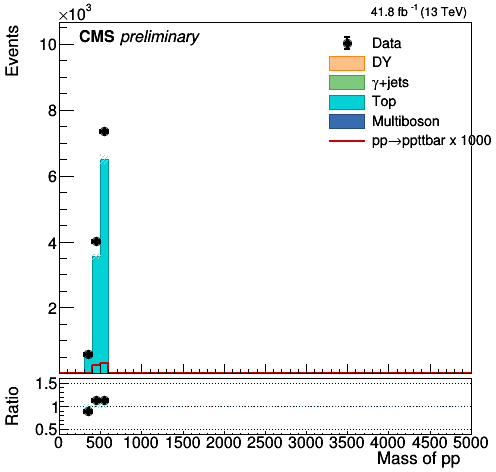 ×10³
41.8 fb⁻¹ (13 TeV)
Events
CMS preliminary
Data
DY
γ+jets
Top
Multiboson
pp→ppttbar x 1000
10
8
6
4
2
Ratio
1.5
1
0.5
0 500 1000 1500 2000 2500 3000 3500 4000 4500 5000
Mass of pp